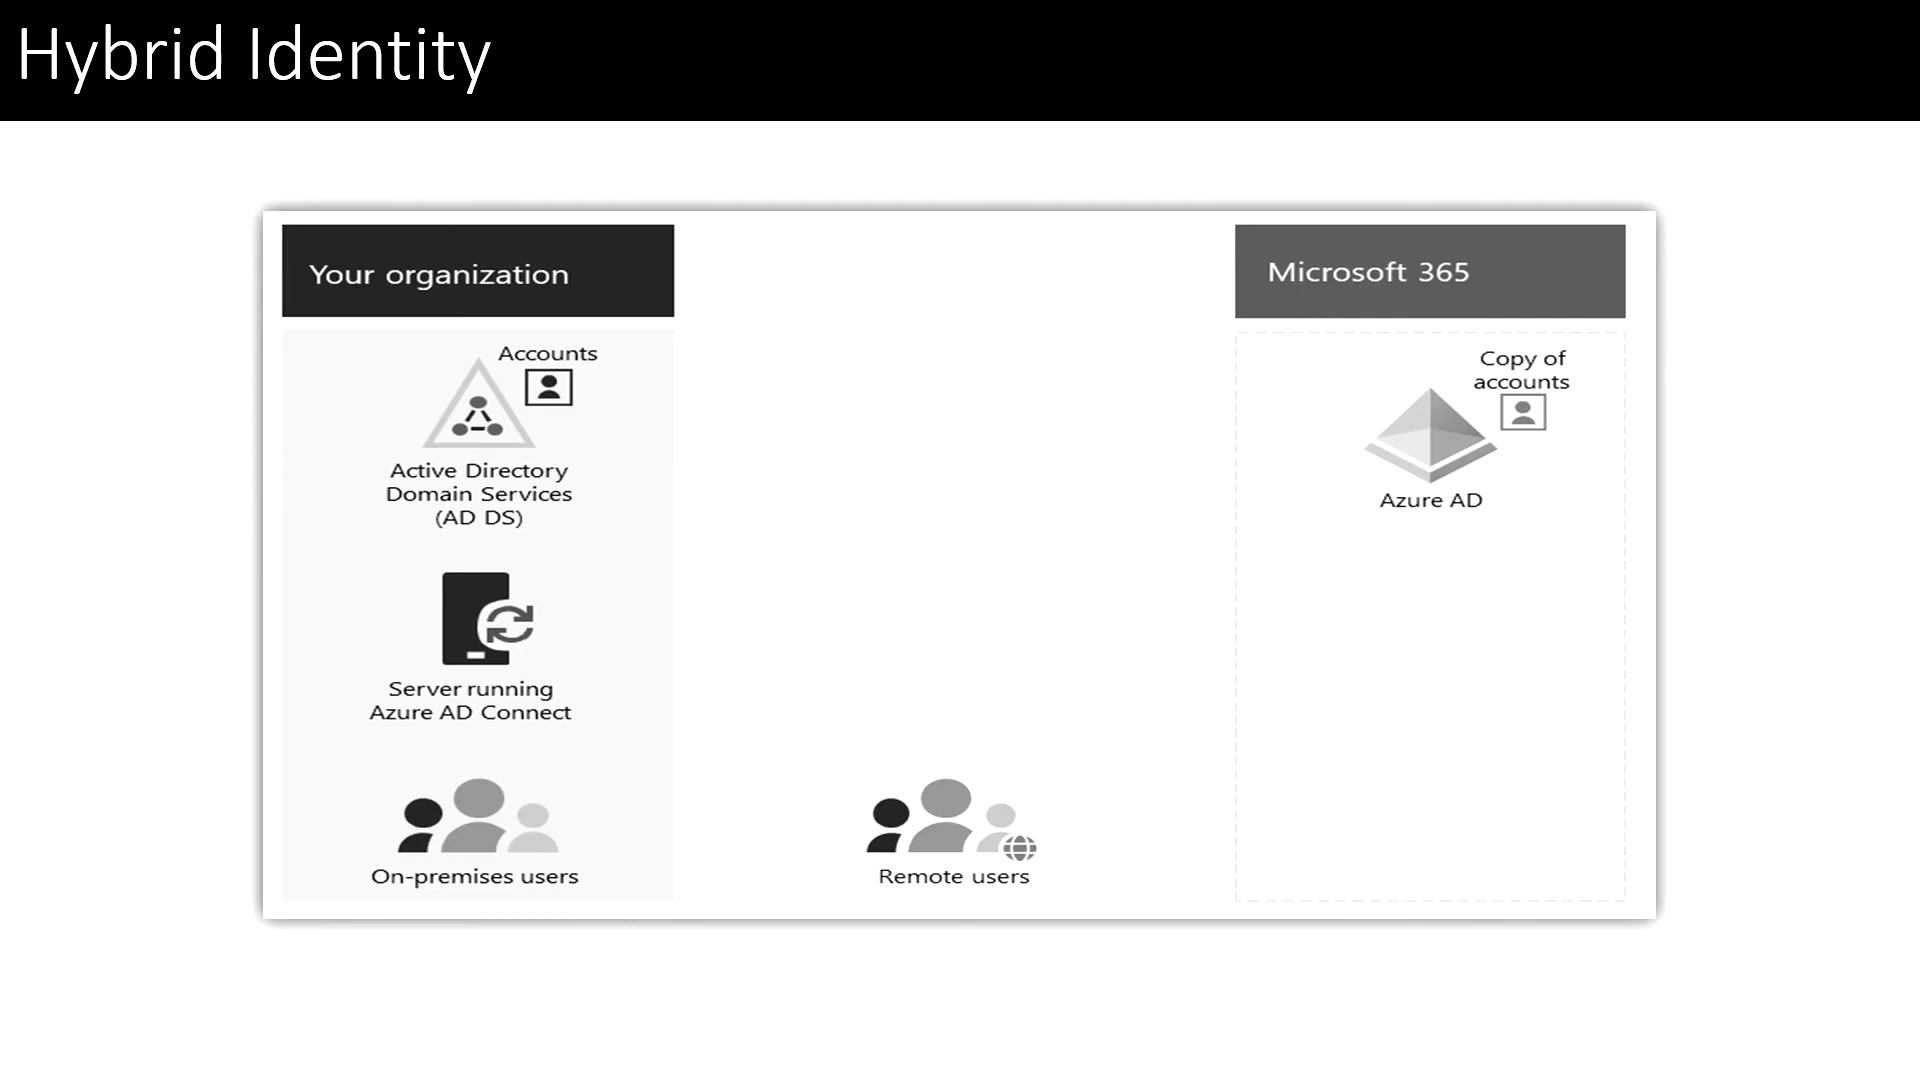 Hybrid Identity
Your organization
Accounts
Active Directory
Domain Services
(AD DS)
Server running
Azure AD Connect
On-premises users
Remote users
Microsoft 365
Copy of
accounts
Azure AD